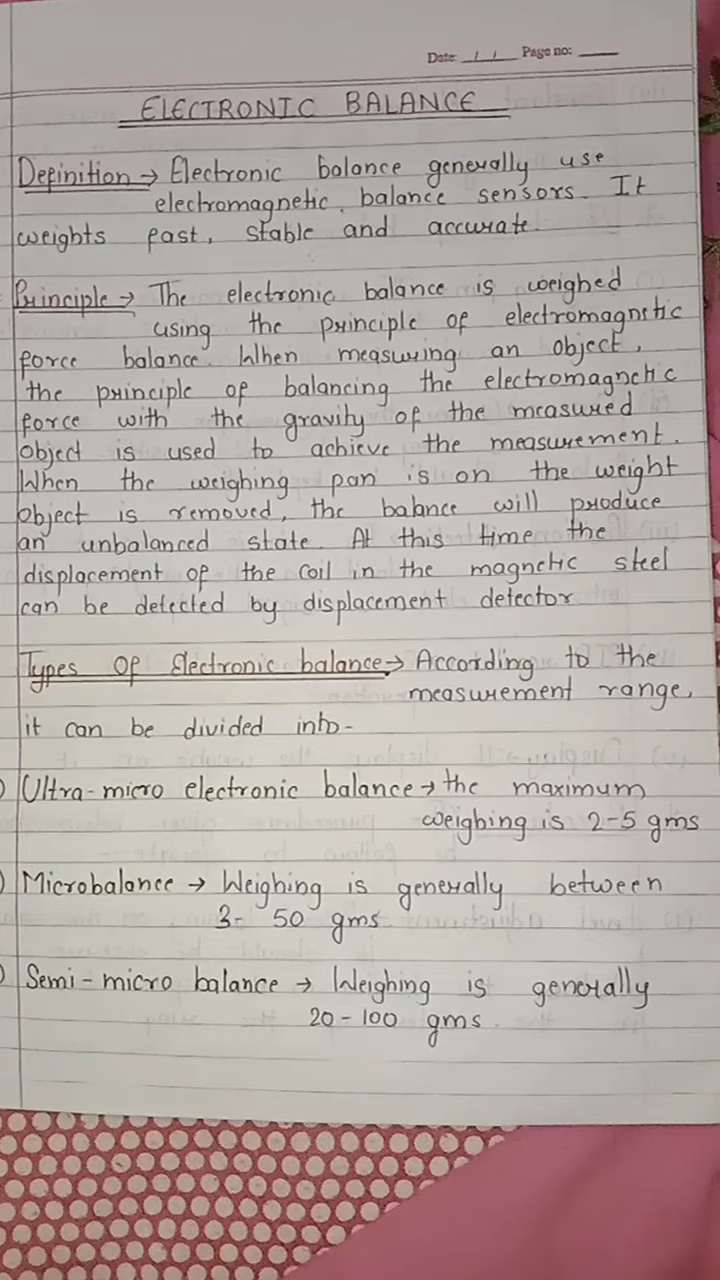 Date: / / Page no:
ELECTRONIC BALANCE
Definition → Electronic balance generally use
electromagnetic balance sensors. It
weights fast, stable and accurate.
Principle → The electronic balance is weighed
using the principle of electromagnetic
force balance. When measuring an object,
the principle of balancing the electromagnetic
force with the gravity of the measured
object is used to achieve the measurement.
When the weighing pan is on the weight
object is removed, the balance will produce
an unbalanced state. At this time the
displacement of the coil in the magnetic steel
can be detected by displacement detector
Types Of Electronic balance. → According to the
measurement range,
it can be divided into -
) Ultra-micro electronic balance → the maximum
weighing is 2-5 gms
) Microbalance → Weighing is generally between
3- 50 gms.
) Semi-micro balance → Weighing is generally
20-100 gms.